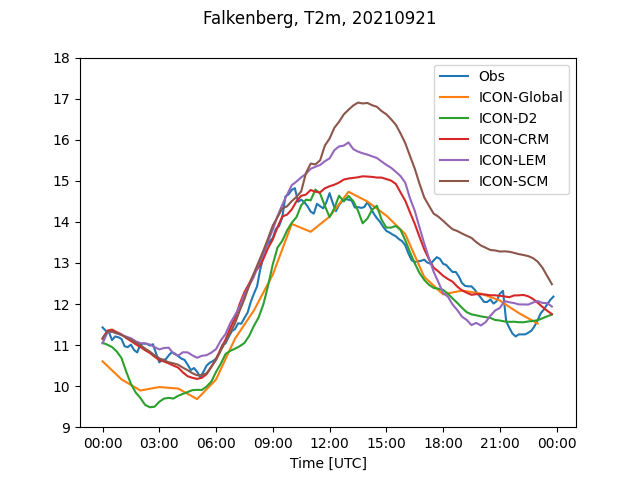 Falkenberg, T2m, 20210921
18
17
16
15
14
13
12
11
10
9
Obs
ICON-Global
ICON-D2
ICON-CRM
ICON-LEM
ICON-SCM
00:00 03:00 06:00 09:00 12:00 15:00 18:00 21:00 00:00
Time [UTC]